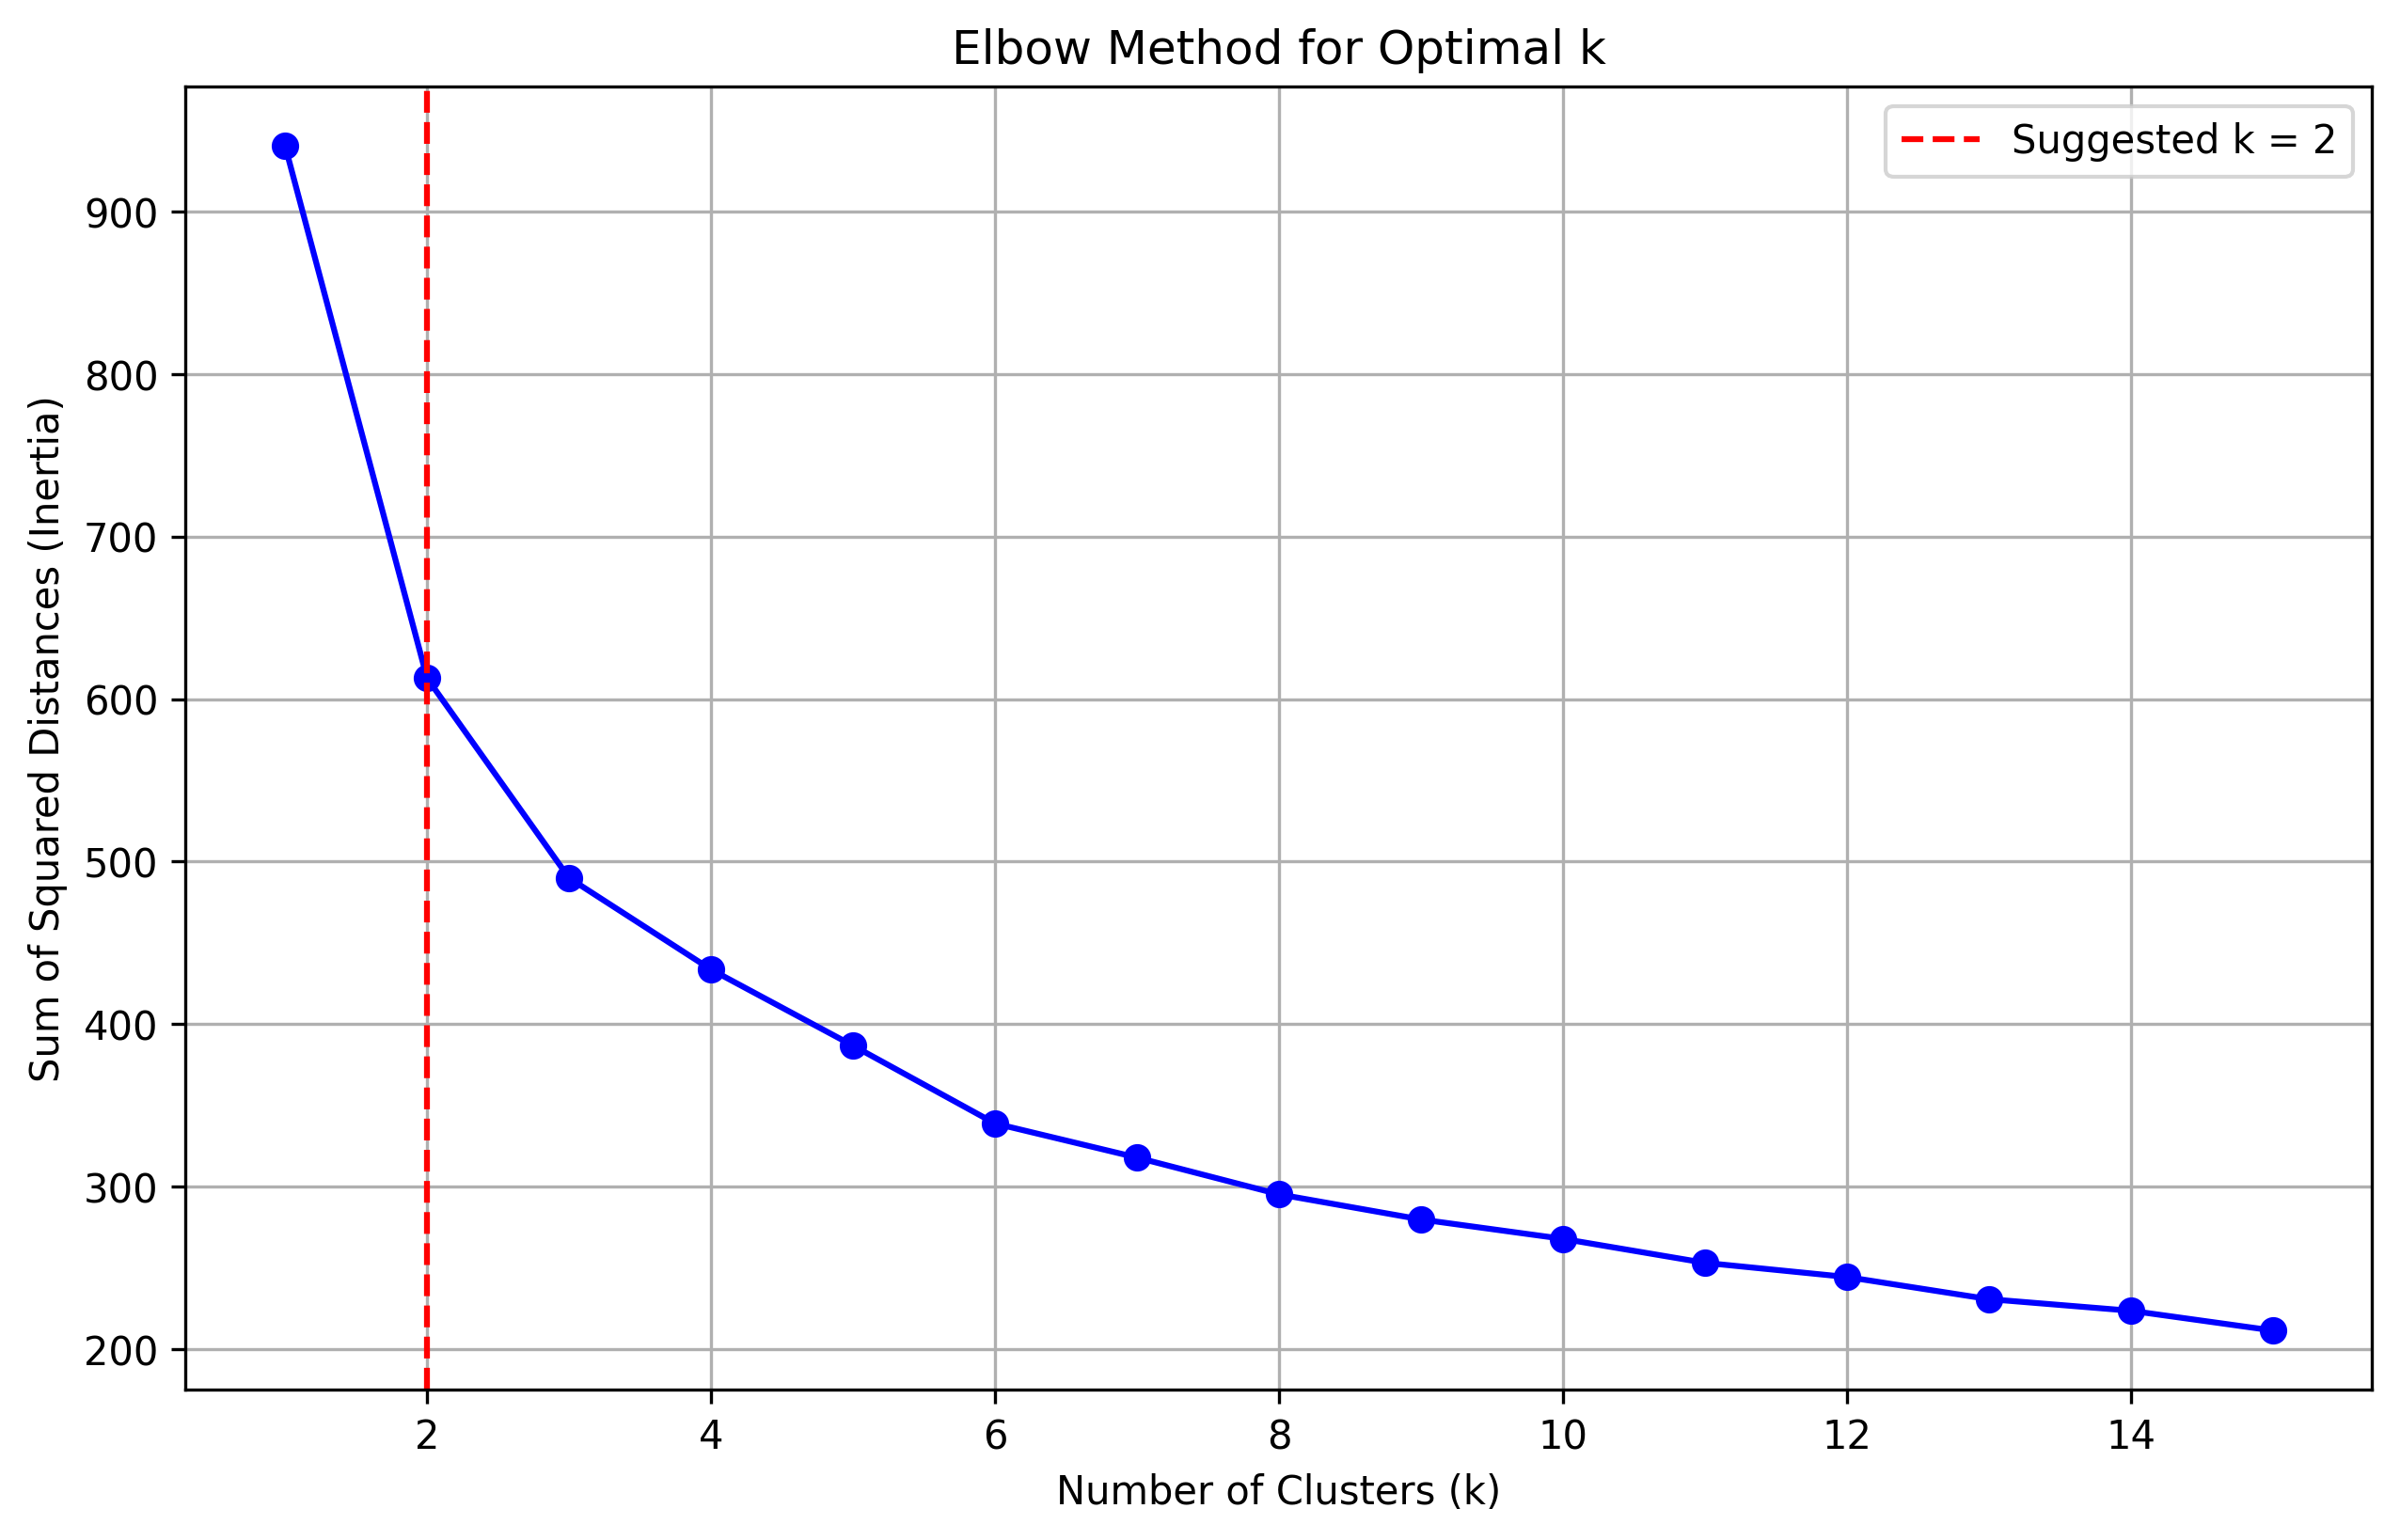 Elbow Method for Optimal k
Suggested k = 2
Sum of Squared Distances (Inertia)
900
800
700
600
500
400
300
200
2 4 6 8 10 12 14
Number of Clusters (k)